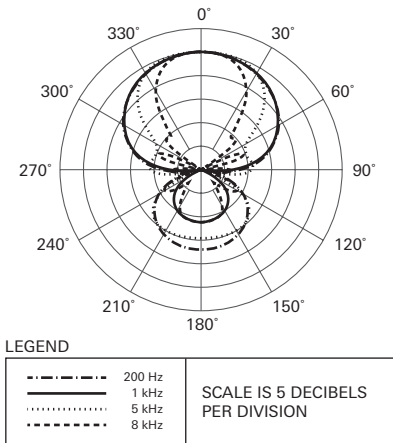 0°
330° 30°
300° 60°
270° 90°
240° 120°
210° 150°
180°
LEGEND
200 Hz
1 kHz
5 kHz
8 kHz
SCALE IS 5 DECIBELS
PER DIVISION